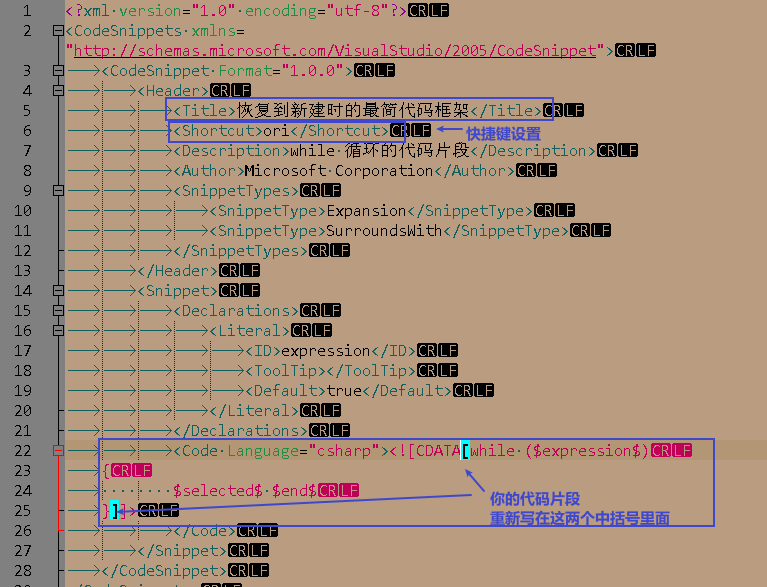 1 <?xml version="1.0" encoding="utf-8"?>CRLF
2 <CodeSnippets xmlns=
"http://schemas.microsoft.com/VisualStudio/2005/CodeSnippet">CRLF
3 <CodeSnippet Format="1.0.0">CRLF
4 <Header>CRLF
5 <Title>恢复到新建时的最简代码框架</Title>CRLF
6 <Shortcut>ori</Shortcut>CRLF 快捷键设置
7 <Description>while 循环的代码片段</Description>CRLF
8 <Author>Microsoft Corporation</Author>CRLF
9 <SnippetTypes>CRLF
10 <SnippetType>Expansion</SnippetType>CRLF
11 <SnippetType>SurroundsWith</SnippetType>CRLF
12 </SnippetTypes>CRLF
13 </Header>CRLF
14 <Snippet>CRLF
15 <Declarations>CRLF
16 <Literal>CRLF
17 <ID>expression</ID>CRLF
18 <ToolTip></ToolTip>CRLF
19 <Default>true</Default>CRLF
20 </Literal>CRLF
21 </Declarations>CRLF
22 <Code Language="csharp"><![CDATA[while ($expression$)CRLF
23 {CRLF
24 $selected$ $end$CRLF
你的代码片段
25 }]]>CRLF
重新写在这两个中括号里面
26 </Code>CRLF
27 </Snippet>CRLF
28 </CodeSnippet>CRLF